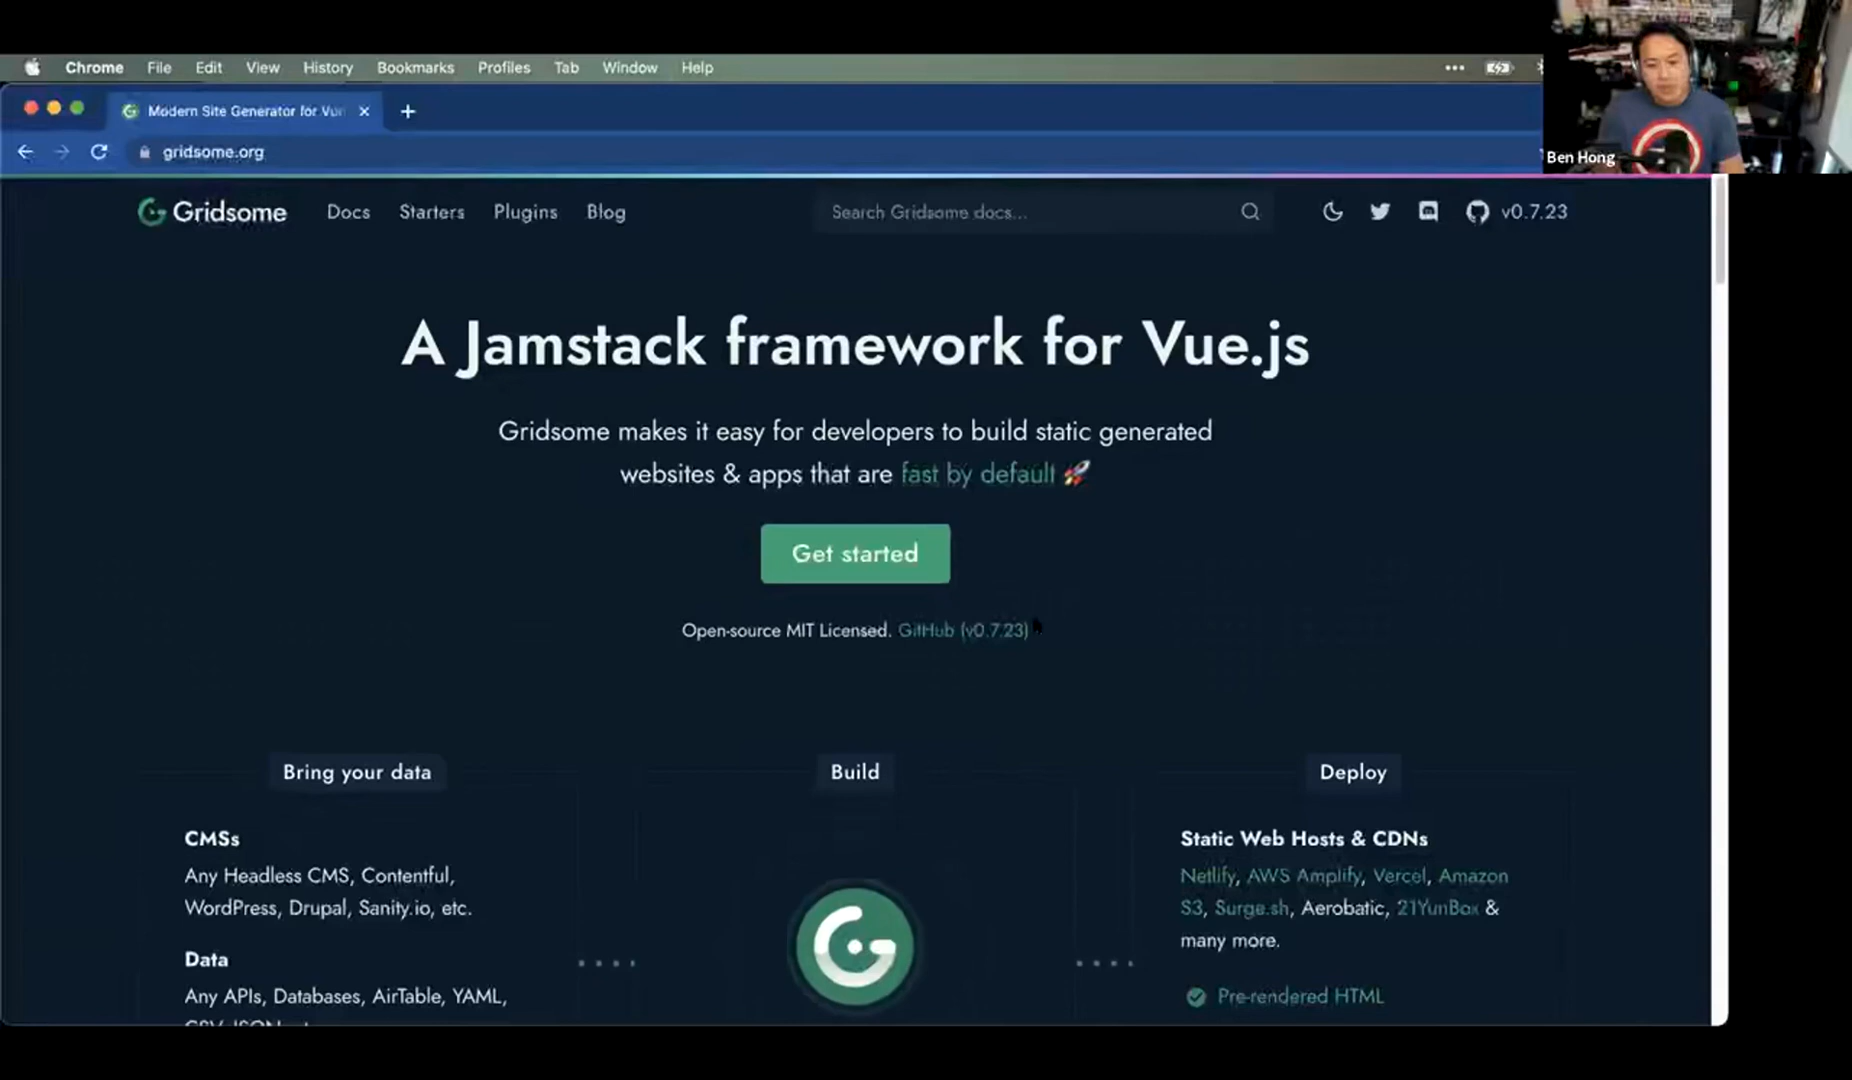 Chrome File Edit View History Bookmarks Profiles Tab Window Help
Modern Site Generator for Vue
gridsome.org
Ben Hong
Gridsome Docs Starters Plugins Blog Search Gridsome docs... v0.7.23
A Jamstack framework for Vue.js
Gridsome makes it easy for developers to build static generated
websites & apps that are fast by default 🚀
Get started
Open-source MIT Licensed. GitHub (v0.7.23)
Bring your data
CMSs
Any Headless CMS, Contentful,
WordPress, Drupal, Sanity.io, etc.
Data
Any APIs, Databases, AirTable, YAML,
Build
Deploy
Static Web Hosts & CDNs
Netlify, AWS Amplify, Vercel, Amazon
S3, Surge.sh, Aerobatic, 21YunBox &
many more.
Pre-rendered HTML